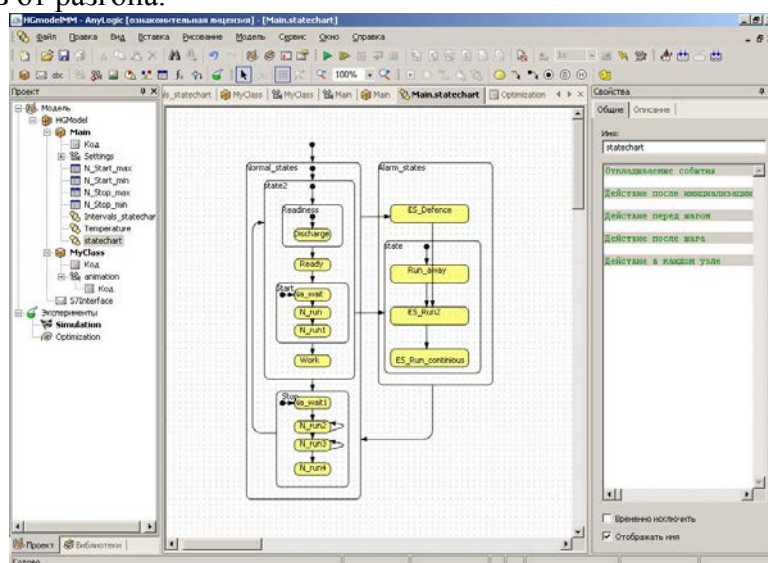 з от разгона.
HGmodelMM - AnyLogic [ознакомительная лицензия] - [Main.statechart]
Файл Правка Вид Вставка Рисование Модель Сервис Окно Справка
100%
Проект
Модель
HGModel
Main
Код
Settings
N_Start_max
N_Start_min
N_Stop_max
N_Stop_min
Intervals_statechar
Temperature
statechart
MyClass
Код
animation
Код
S7Interface
Эксперименты
Simulation
Optimization
Проект Библиотеки
ls_statechart MyClass MyClass Main Main Main.statechart Optimization
Normal_states
state2
Readiness
Discharge
Ready
Start
Na_wait
N_run
N_run1
Work
Stop
Na_wait1
N_run2
N_run3
N_run4
Alarm_states
ES_Defence
state
Run_away
ES_Run2
ES_Run_continious
Свойства
Общие Описание
Имя:
statechart
Откладываемые события
Действие после инициализации
Действие перед шагом
Действие после шага
Действие в каждом узле
Временно исключить
Отображать имя
Готово